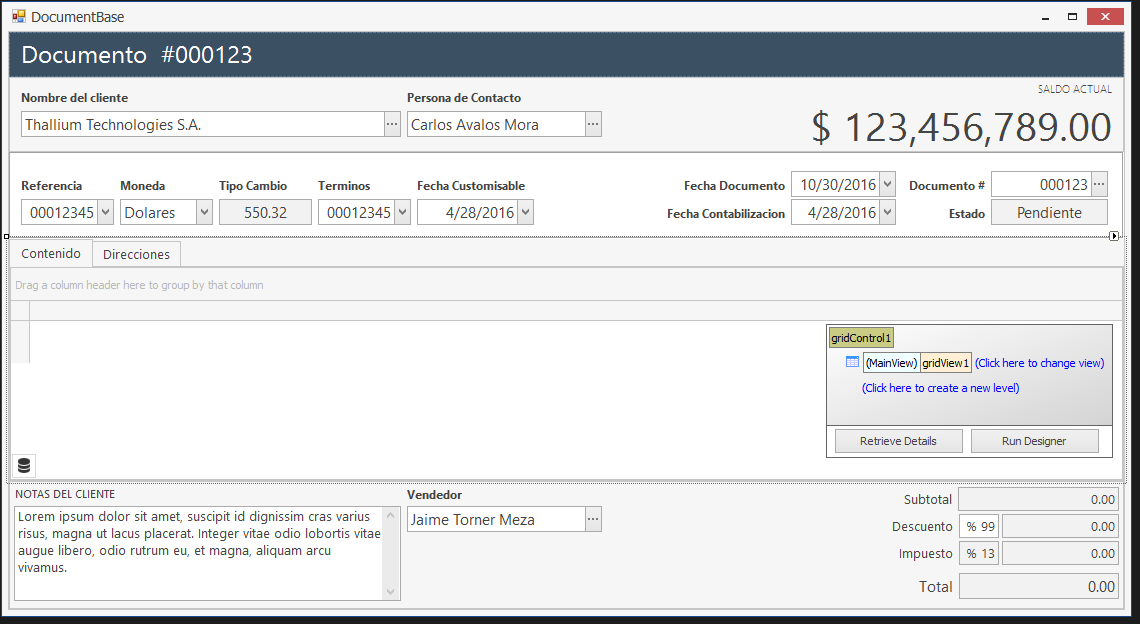 DocumentBase
Documento #000123
SALDO ACTUAL
Nombre del cliente Persona de Contacto
Thallium Technologies S.A. ... Carlos Avalos Mora ...
$ 123,456,789.00
Referencia Moneda Tipo Cambio Terminos Fecha Customisable
00012345 Dolares 550.32 00012345 4/28/2016
Fecha Documento 10/30/2016 Documento # 000123 ...
Fecha Contabilizacion 4/28/2016 Estado Pendiente
Contenido Direcciones
Drag a column header here to group by that column
gridControl1
(MainView) gridView1 (Click here to change view)
(Click here to create a new level)
Retrieve Details Run Designer
NOTAS DEL CLIENTE
Lorem ipsum dolor sit amet, suscipit id dignissim cras varius
risus, magna ut lacus placerat. Integer vitae odio lobortis vitae
augue libero, odio rutrum eu, et magna, aliquam arcu
vivamus.
Vendedor
Jaime Torner Meza ...
Subtotal 0.00
Descuento % 99 0.00
Impuesto % 13 0.00
Total 0.00